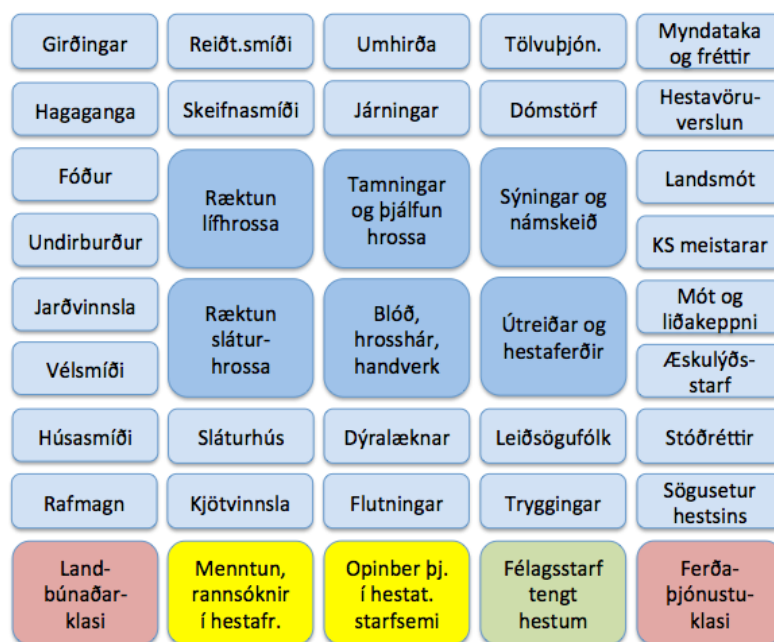 Girðingar
Reiðt.smíði
Umhirða
Tölvuþjón.
Myndataka
og fréttir
Hagaganga
Skeifnasmíði
Járningar
Dómstörf
Hestavöru-
verslun
Fóður
Ræktun
lífhrossa
Tamningar
og þjálfun
hrossa
Sýningar og
námskeið
Landsmót
Undirburður
KS meistarar
Jarðvinnsla
Ræktun
slátur-
hrossa
Blóð,
hrosshár,
handverk
Útreiðar og
hestaferðir
Mót og
liðakeppni
Vélsmíði
Æskulýðs-
starf
Húsasmíði
Sláturhús
Dýralæknar
Leiðsögufólk
Stóðréttir
Rafmagn
Kjötvinnsla
Flutningar
Tryggingar
Sögusetur
hestsins
Land-
búnaðar-
klasi
Menntun,
rannsóknir
í hestafr.
Opinber þj.
í hestat.
starfsemi
Félagsstarf
tengt
hestum
Ferða-
þjónustu-
klasi